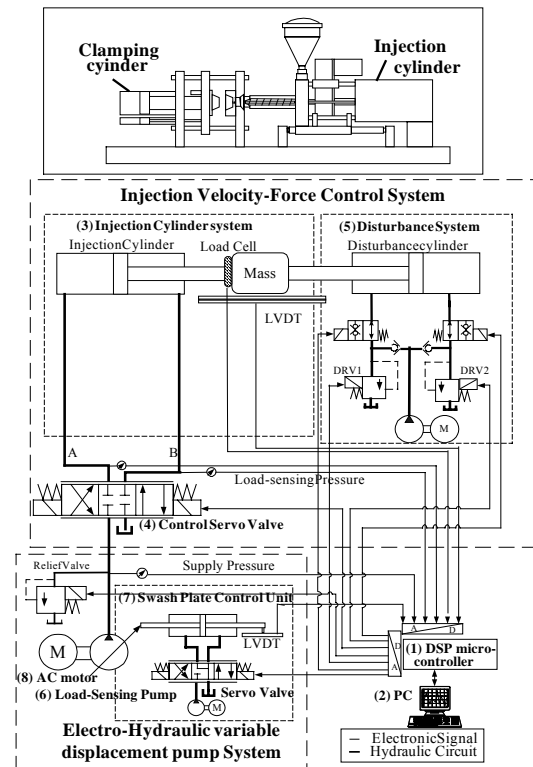 Clamping
cyinder
Injection
cylinder
Injection Velocity-Force Control System
(3) Injection Cylinder system
InjectionCylinder
Load Cell
Mass
LVDT
(5) Disturbance System
Disturbancecylinder
DRV1
DRV2
M
A
B
Load-sensing Pressure
(4) Control Servo Valve
ReliefValve
Supply Pressure
(7) Swash Plate Control Unit
LVDT
M
(8) AC motor
(6) Load-Sensing Pump
Servo Valve
M
Electro-Hydraulic variable
displacement pump System
A
D
D
A
(1) DSP micro-
controller
(2) PC
ElectronicSignal
Hydraulic Circuit